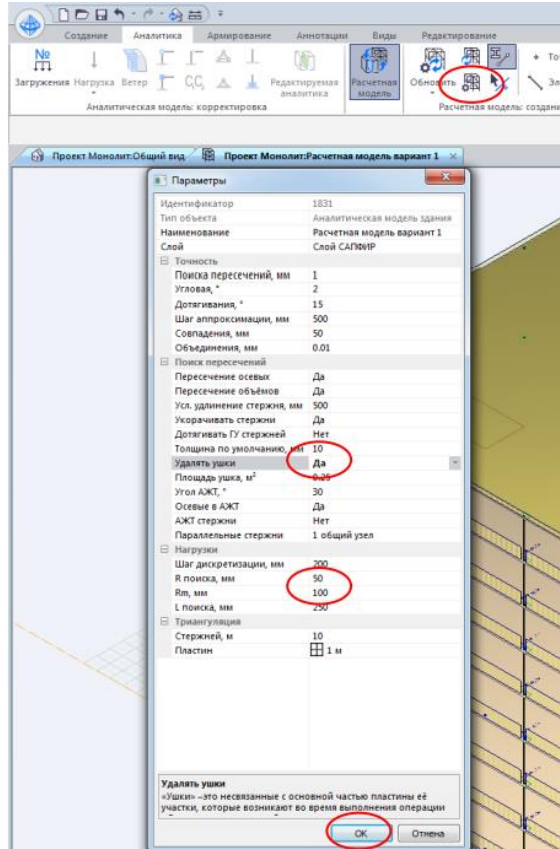 Создание Аналитика Армирование Аннотации Виды Редактирование
№
Загружения Нагрузка Ветер Редактируемая аналитика Расчетная модель Обновить
Аналитическая модель: корректировка Расчетная модель: создани
Проект Монолит:Общий вид Проект Монолит:Расчетная модель вариант 1
Параметры
Идентификатор 1831
Тип объекта Аналитическая модель здания
Наименование Расчетная модель вариант 1
Слой Слой САПФИР
Точность
Поиска пересечений, мм 1
Угловая, ° 2
Дотягивания, ° 15
Шаг аппроксимации, мм 500
Совпадения, мм 50
Объединения, мм 0.01
Поиск пересечений
Пересечение осевых Да
Пересечение объёмов Да
Усл. удлинение стержня, мм 500
Укорачивать стержни Да
Дотягивать ГУ стержней Нет
Толщина по умолчанию, мм 10
Удалять ушки Да
Площадь ушка, м² 0.25
Угол АЖТ, ° 30
Осевые в АЖТ Да
АЖТ стержни Нет
Параллельные стержни 1 общий узел
Нагрузки
Шаг дискретизации, мм 200
R поиска, мм 50
Rm, мм 100
L поиска, мм 250
Триангуляция
Стержней, м 10
Пластин 1 м
Удалять ушки
«Ушки» –это несвязанные с основной частью пластины её
участки, которые возникают во время выполнения операции
OK Отмена